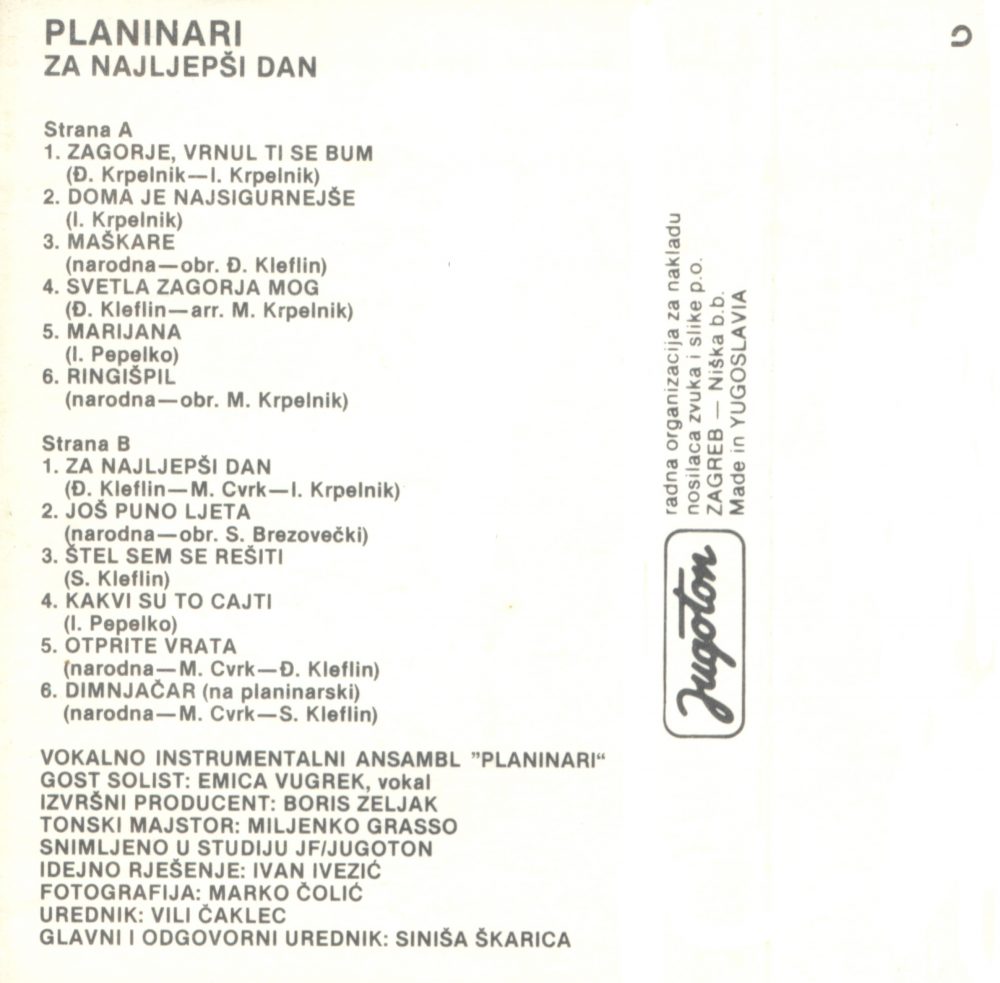 PLANINARI
ZA NAJLJEPŠI DAN
Strana A
1. ZAGORJE, VRNUL TI SE BUM
(Đ. Krpelnik—I. Krpelnik)
2. DOMA JE NAJSIGURNEJŠE
(I. Krpelnik)
3. MAŠKARE
(narodna—obr. Đ. Kleflin)
4. SVETLA ZAGORJA MOG
(Đ. Kleflin—arr. M. Krpelnik)
5. MARIJANA
(I. Pepelko)
6. RINGIŠPIL
(narodna—obr. M. Krpelnik)
Strana B
1. ZA NAJLJEPŠI DAN
(Đ. Kleflin—M. Cvrk—I. Krpelnik)
2. JOŠ PUNO LJETA
(narodna—obr. S. Brezovečki)
3. ŠTEL SEM SE REŠITI
(S. Kleflin)
4. KAKVI SU TO CAJTI
(I. Pepelko)
5. OTPRITE VRATA
(narodna—M. Cvrk—Đ. Kleflin)
6. DIMNJAČAR (na planinarski)
(narodna—M. Cvrk—S. Kleflin)
VOKALNO INSTRUMENTALNI ANSAMBL ”PLANINARI“
GOST SOLIST: EMICA VUGREK, vokal
IZVRŠNI PRODUCENT: BORIS ZELJAK
TONSKI MAJSTOR: MILJENKO GRASSO
SNIMLJENO U STUDIJU JF/JUGOTON
IDEJNO RJEŠENJE: IVAN IVEZIĆ
FOTOGRAFIJA: MARKO ČOLIĆ
UREDNIK: VILI ČAKLEC
GLAVNI I ODGOVORNI UREDNIK: SINIŠA ŠKARICA
Jugoton
radna organizacija za nakladu
nosilaca zvuka i slike p.o.
ZAGREB — Niška b.b.
Made in YUGOSLAVIA